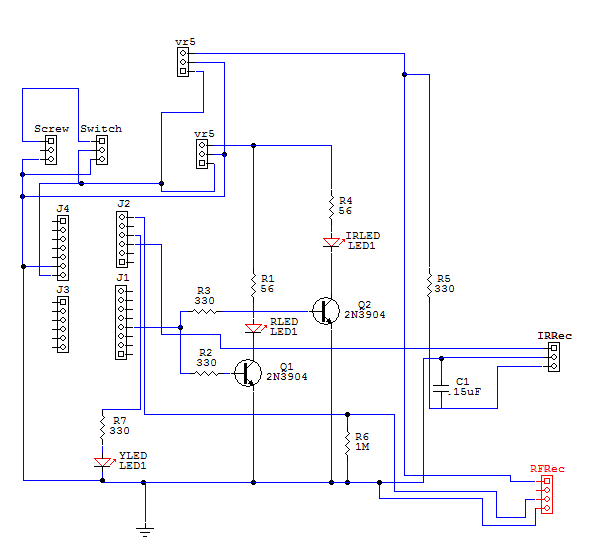 vr5
Screw
Switch
vr5
J4
J2
R4
56
IRLED
LED1
J3
J1
R3
330
R1
56
Q2
2N3904
R5
330
RLED
LED1
IRRec
R2
330
Q1
2N3904
C1
.15uF
R7
330
R6
1M
YLED
LED1
RFRec